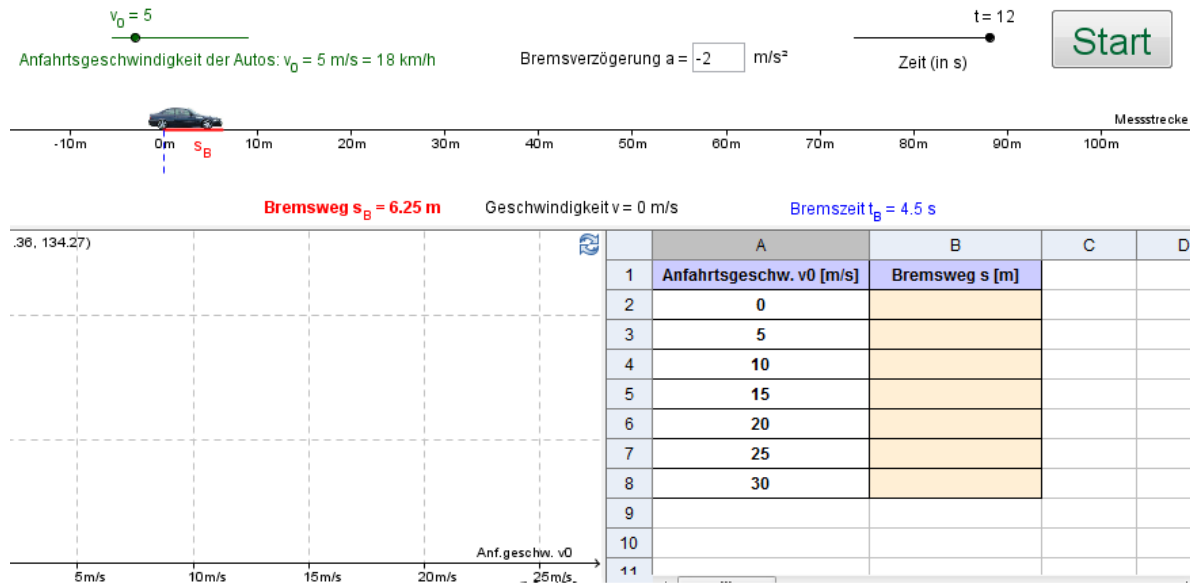 v0 = 5
t = 12
Start
Anfahrtsgeschwindigkeit der Autos: v0 = 5 m/s = 18 km/h
Bremsverzögerung a = -2 m/s²
Zeit (in s)
Messstrecke
-10m 0m 10m 20m 30m 40m 50m 60m 70m 80m 90m 100m
sB
Bremsweg sB = 6.25 m
Geschwindigkeit v = 0 m/s
Bremszeit tB = 4.5 s
.36, 134.27)
Anf.geschw. v0
5m/s 10m/s 15m/s 20m/s 25m/s
A B C D
1 Anfahrtsgeschw. v0 [m/s] Bremsweg s [m]
2 0
3 5
4 10
5 15
6 20
7 25
8 30
9
10
11